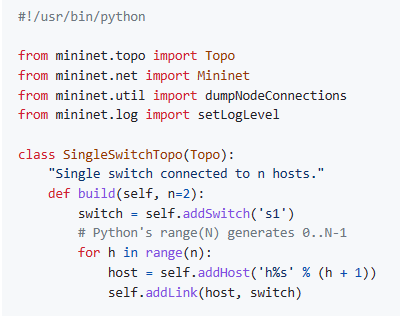 #!/usr/bin/python

from mininet.topo import Topo
from mininet.net import Mininet
from mininet.util import dumpNodeConnections
from mininet.log import setLogLevel

class SingleSwitchTopo(Topo):
    "Single switch connected to n hosts."
    def build(self, n=2):
        switch = self.addSwitch('s1')
        # Python's range(N) generates 0..N-1
        for h in range(n):
            host = self.addHost('h%s' % (h + 1))
            self.addLink(host, switch)